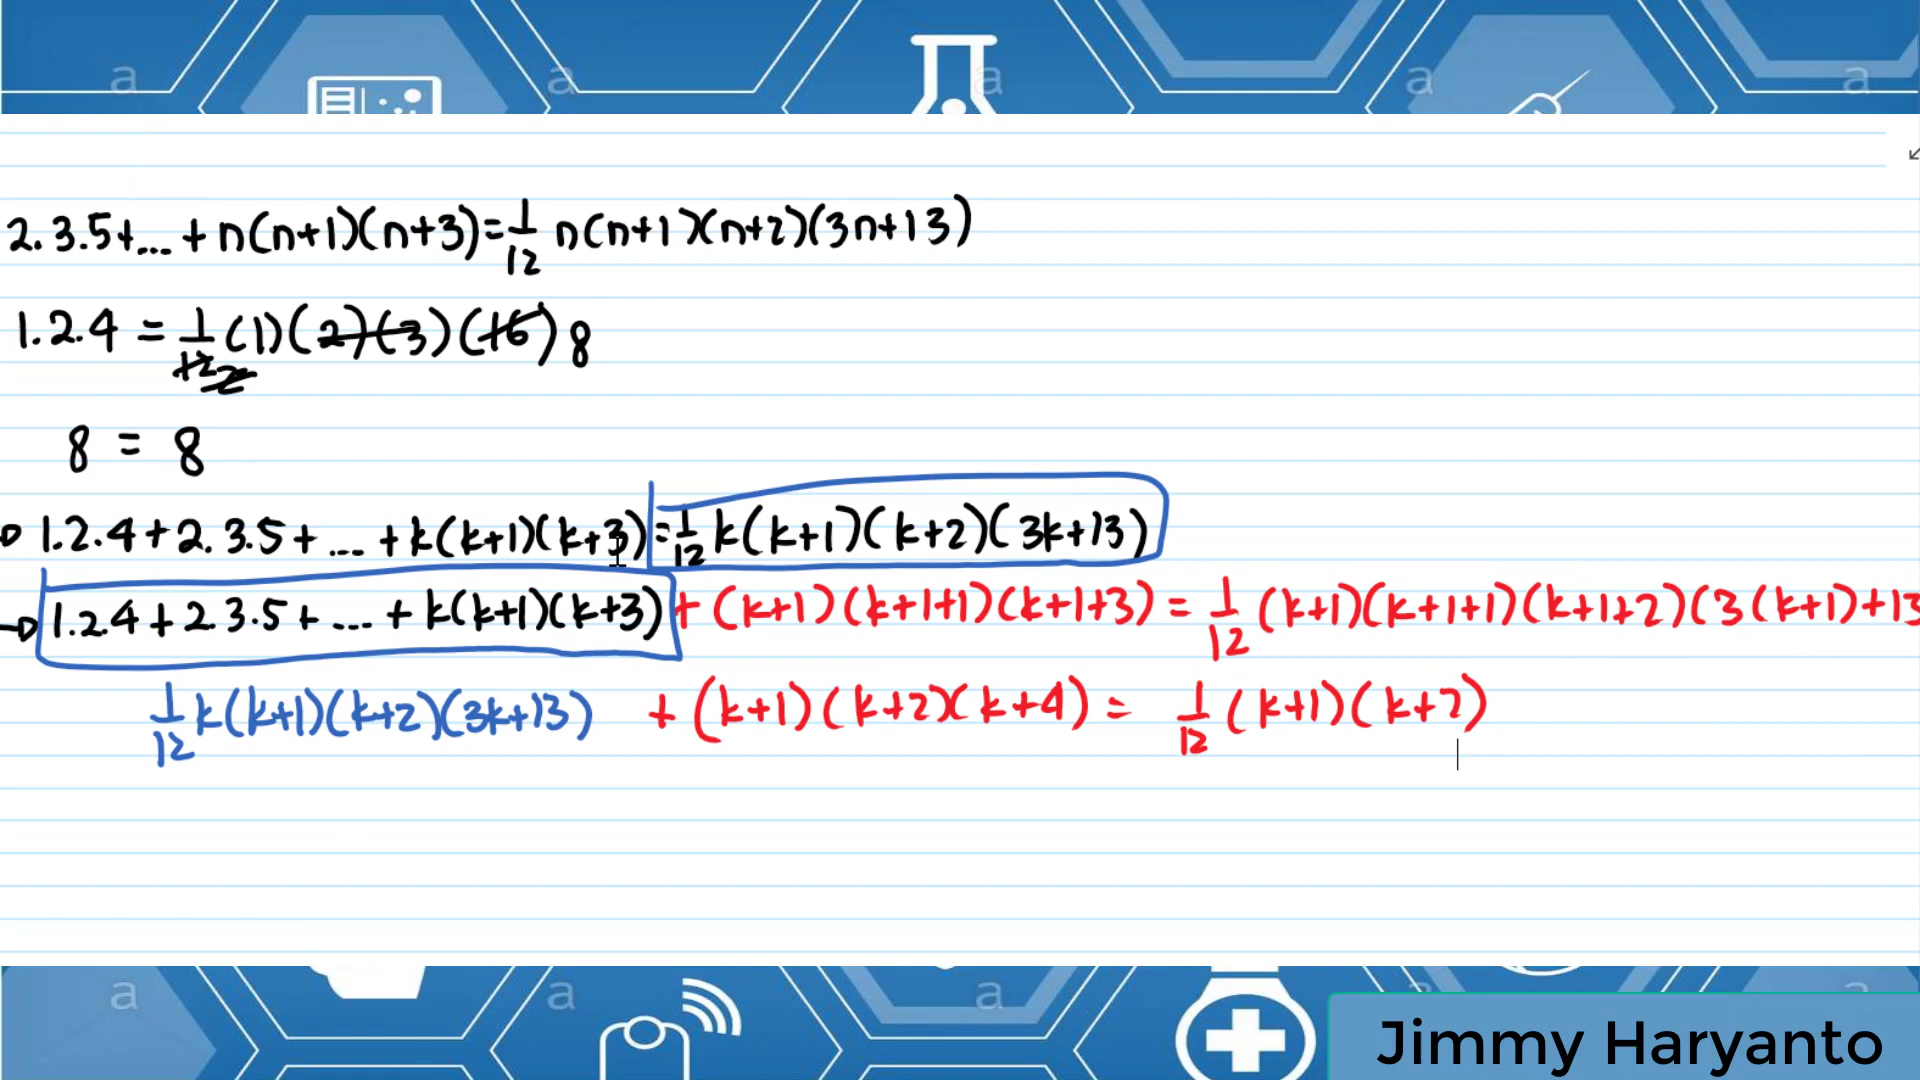 2.3.5+...+n(n+1)(n+3)=1/12 n(n+1)(n+2)(3n+13)
1.2.4 = 1/12 (1)(2)(3)(16) 8
2
8 = 8
1.2.4+2.3.5+...+k(k+1)(k+3)=1/12 k(k+1)(k+2)(3k+13)
→ 1.2.4+2.3.5+...+k(k+1)(k+3)+(k+1)(k+1+1)(k+1+3)=1/12 (k+1)(k+1+1)(k+1+2)(3(k+1)+13
1/12 k(k+1)(k+2)(3k+13) +(k+1)(k+2)(k+4)= 1/12 (k+1)(k+2)
Jimmy Haryanto